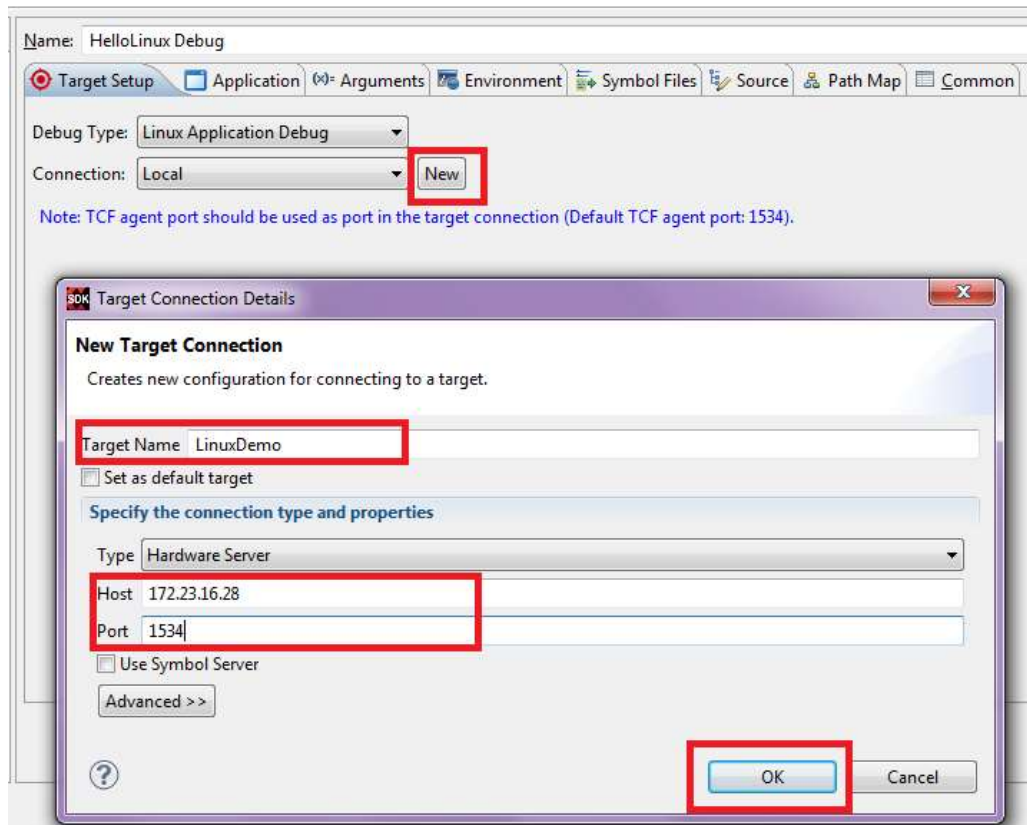 Name: HelloLinux Debug
Target Setup Application (x)= Arguments Environment Symbol Files Source Path Map Common
Debug Type: Linux Application Debug
Connection: Local New
Note: TCF agent port should be used as port in the target connection (Default TCF agent port: 1534).
SDK Target Connection Details
New Target Connection
Creates new configuration for connecting to a target.
Target Name LinuxDemo
Set as default target
Specify the connection type and properties
Type Hardware Server
Host 172.23.16.28
Port 1534
Use Symbol Server
Advanced >>
? OK Cancel